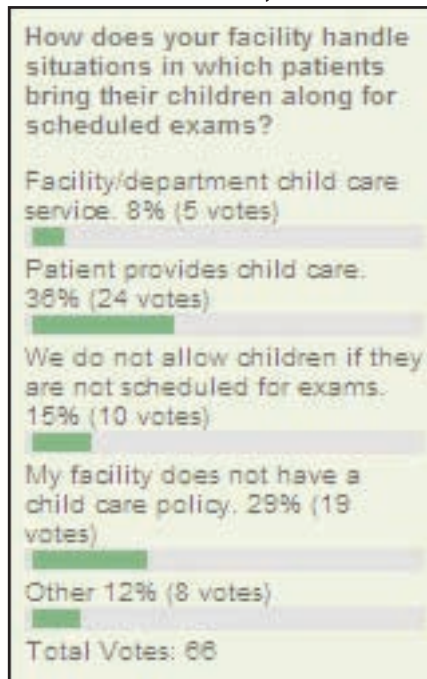 How does your facility handle
situations in which patients
bring their children along for
scheduled exams?
Facility/department child care
service. 8% (5 votes)
Patient provides child care.
36% (24 votes)
We do not allow children if they
are not scheduled for exams.
15% (10 votes)
My facility does not have a
child care policy. 29% (19
votes)
Other 12% (8 votes)
Total Votes: 66